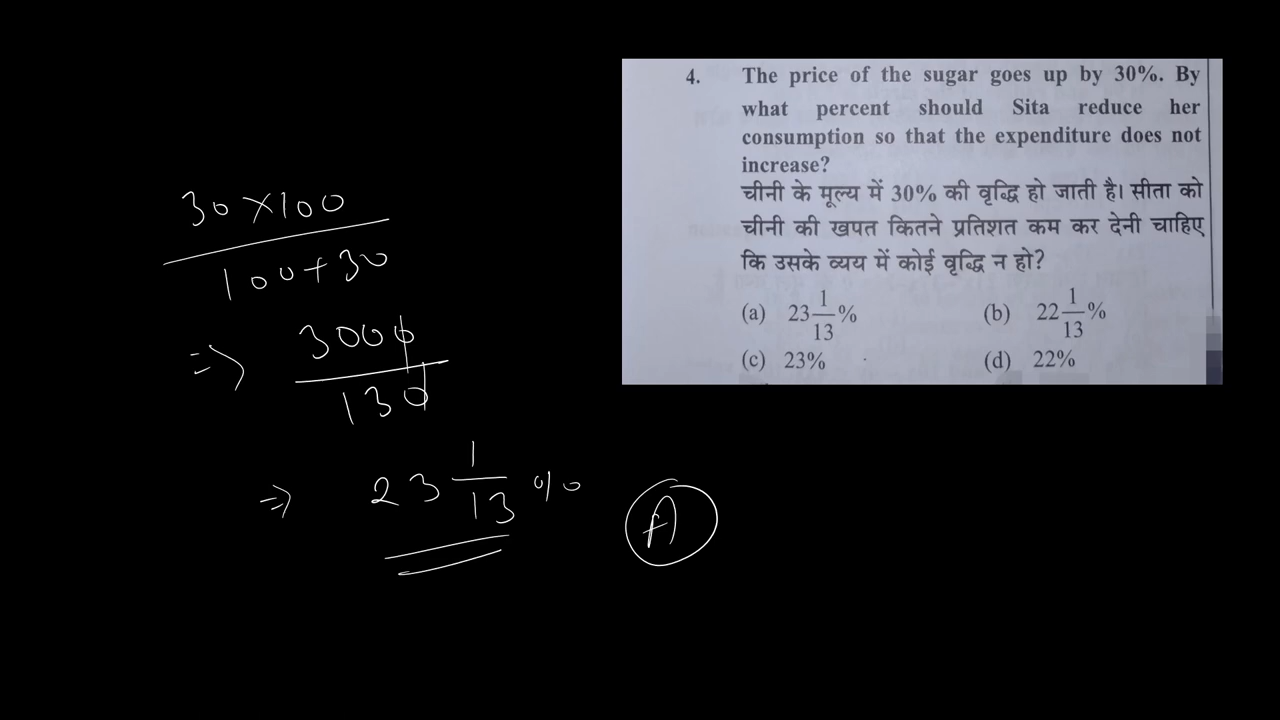 4. The price of the sugar goes up by 30%. By
what percent should Sita reduce her
consumption so that the expenditure does not
increase?
चीनी के मूल्य में 30% की वृद्धि हो जाती है। सीता को
चीनी की खपत कितने प्रतिशत कम कर देनी चाहिए
कि उसके व्यय में कोई वृद्धि न हो?
(a) 23 1/13 % (b) 22 1/13 %
(c) 23% (d) 22%
30 × 100
100 + 30
⇒ 3000
130
⇒ 23 1/13 %
A